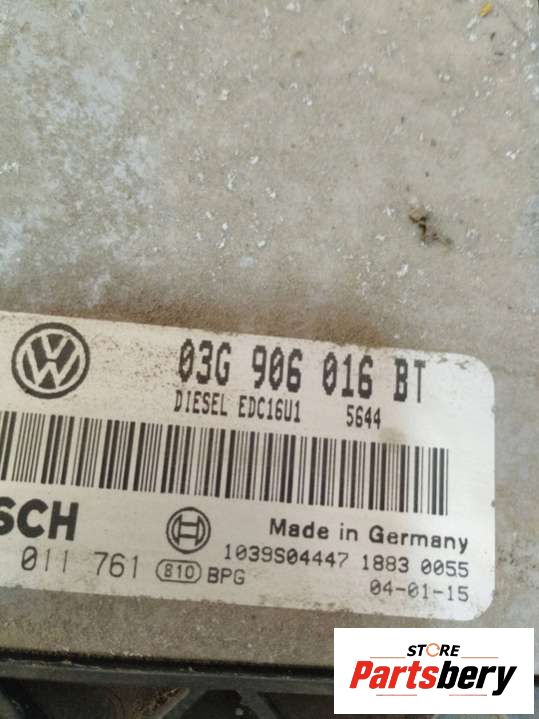 VW
03G 906 016 BT
DIESEL EDC16U1 5644
SCH
Made in Germany
011 761 810 BPG 1039S04447 1883 0055
04-01-15
STORE
Partsbery